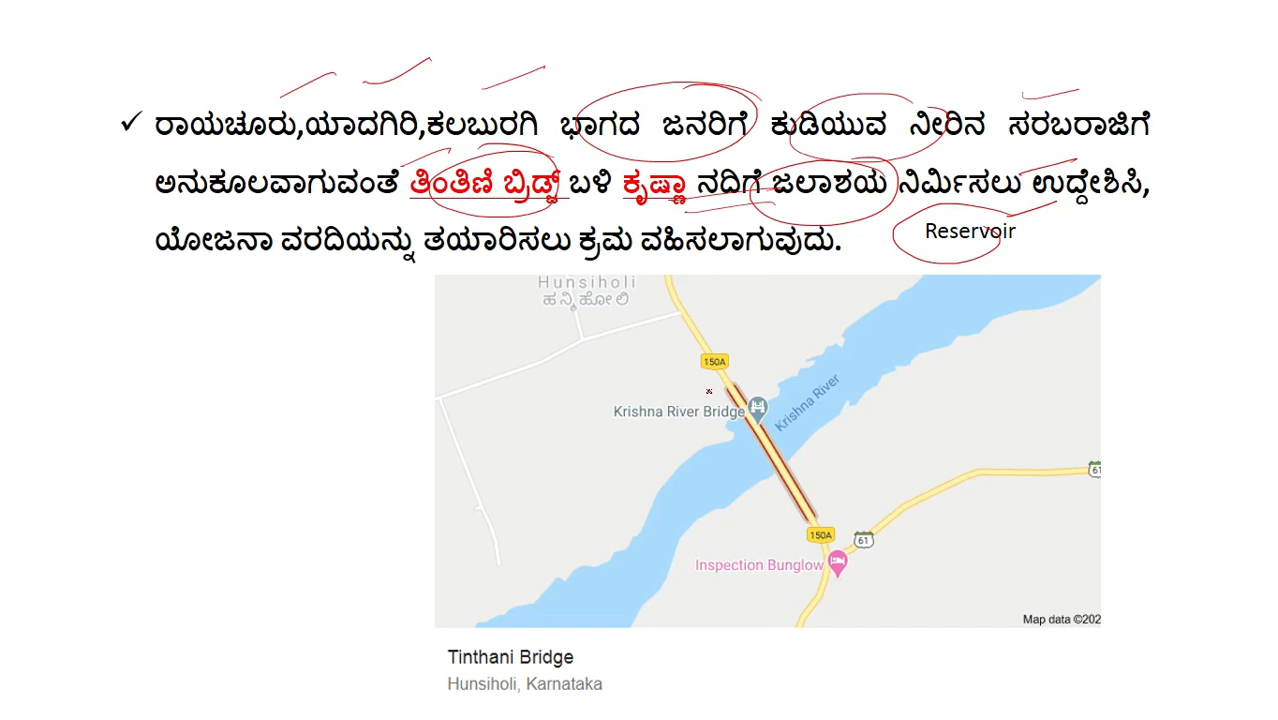 ✓ ರಾಯಚೂರು,ಯಾದಗಿರಿ,ಕಲಬುರಗಿ ಭಾಗದ ಜನರಿಗೆ ಕುಡಿಯುವ ನೀರಿನ ಸರಬರಾಜಿಗೆ
ಅನುಕೂಲವಾಗುವಂತೆ ತಿಂತಿಣಿ ಬ್ರಿಡ್ಜ್ ಬಳಿ ಕೃಷ್ಣಾ ನದಿಗೆ ಜಲಾಶಯ ನಿರ್ಮಿಸಲು ಉದ್ದೇಶಿಸಿ,
ಯೋಜನಾ ವರದಿಯನ್ನು ತಯಾರಿಸಲು ಕ್ರಮ ವಹಿಸಲಾಗುವುದು.
Reservoir
Hunsiholi
ಹನ್ಸಿಹೋಲಿ
150A
Krishna River Bridge
Krishna River
61
150A
61
Inspection Bunglow
Map data ©202
Tinthani Bridge
Hunsiholi, Karnataka